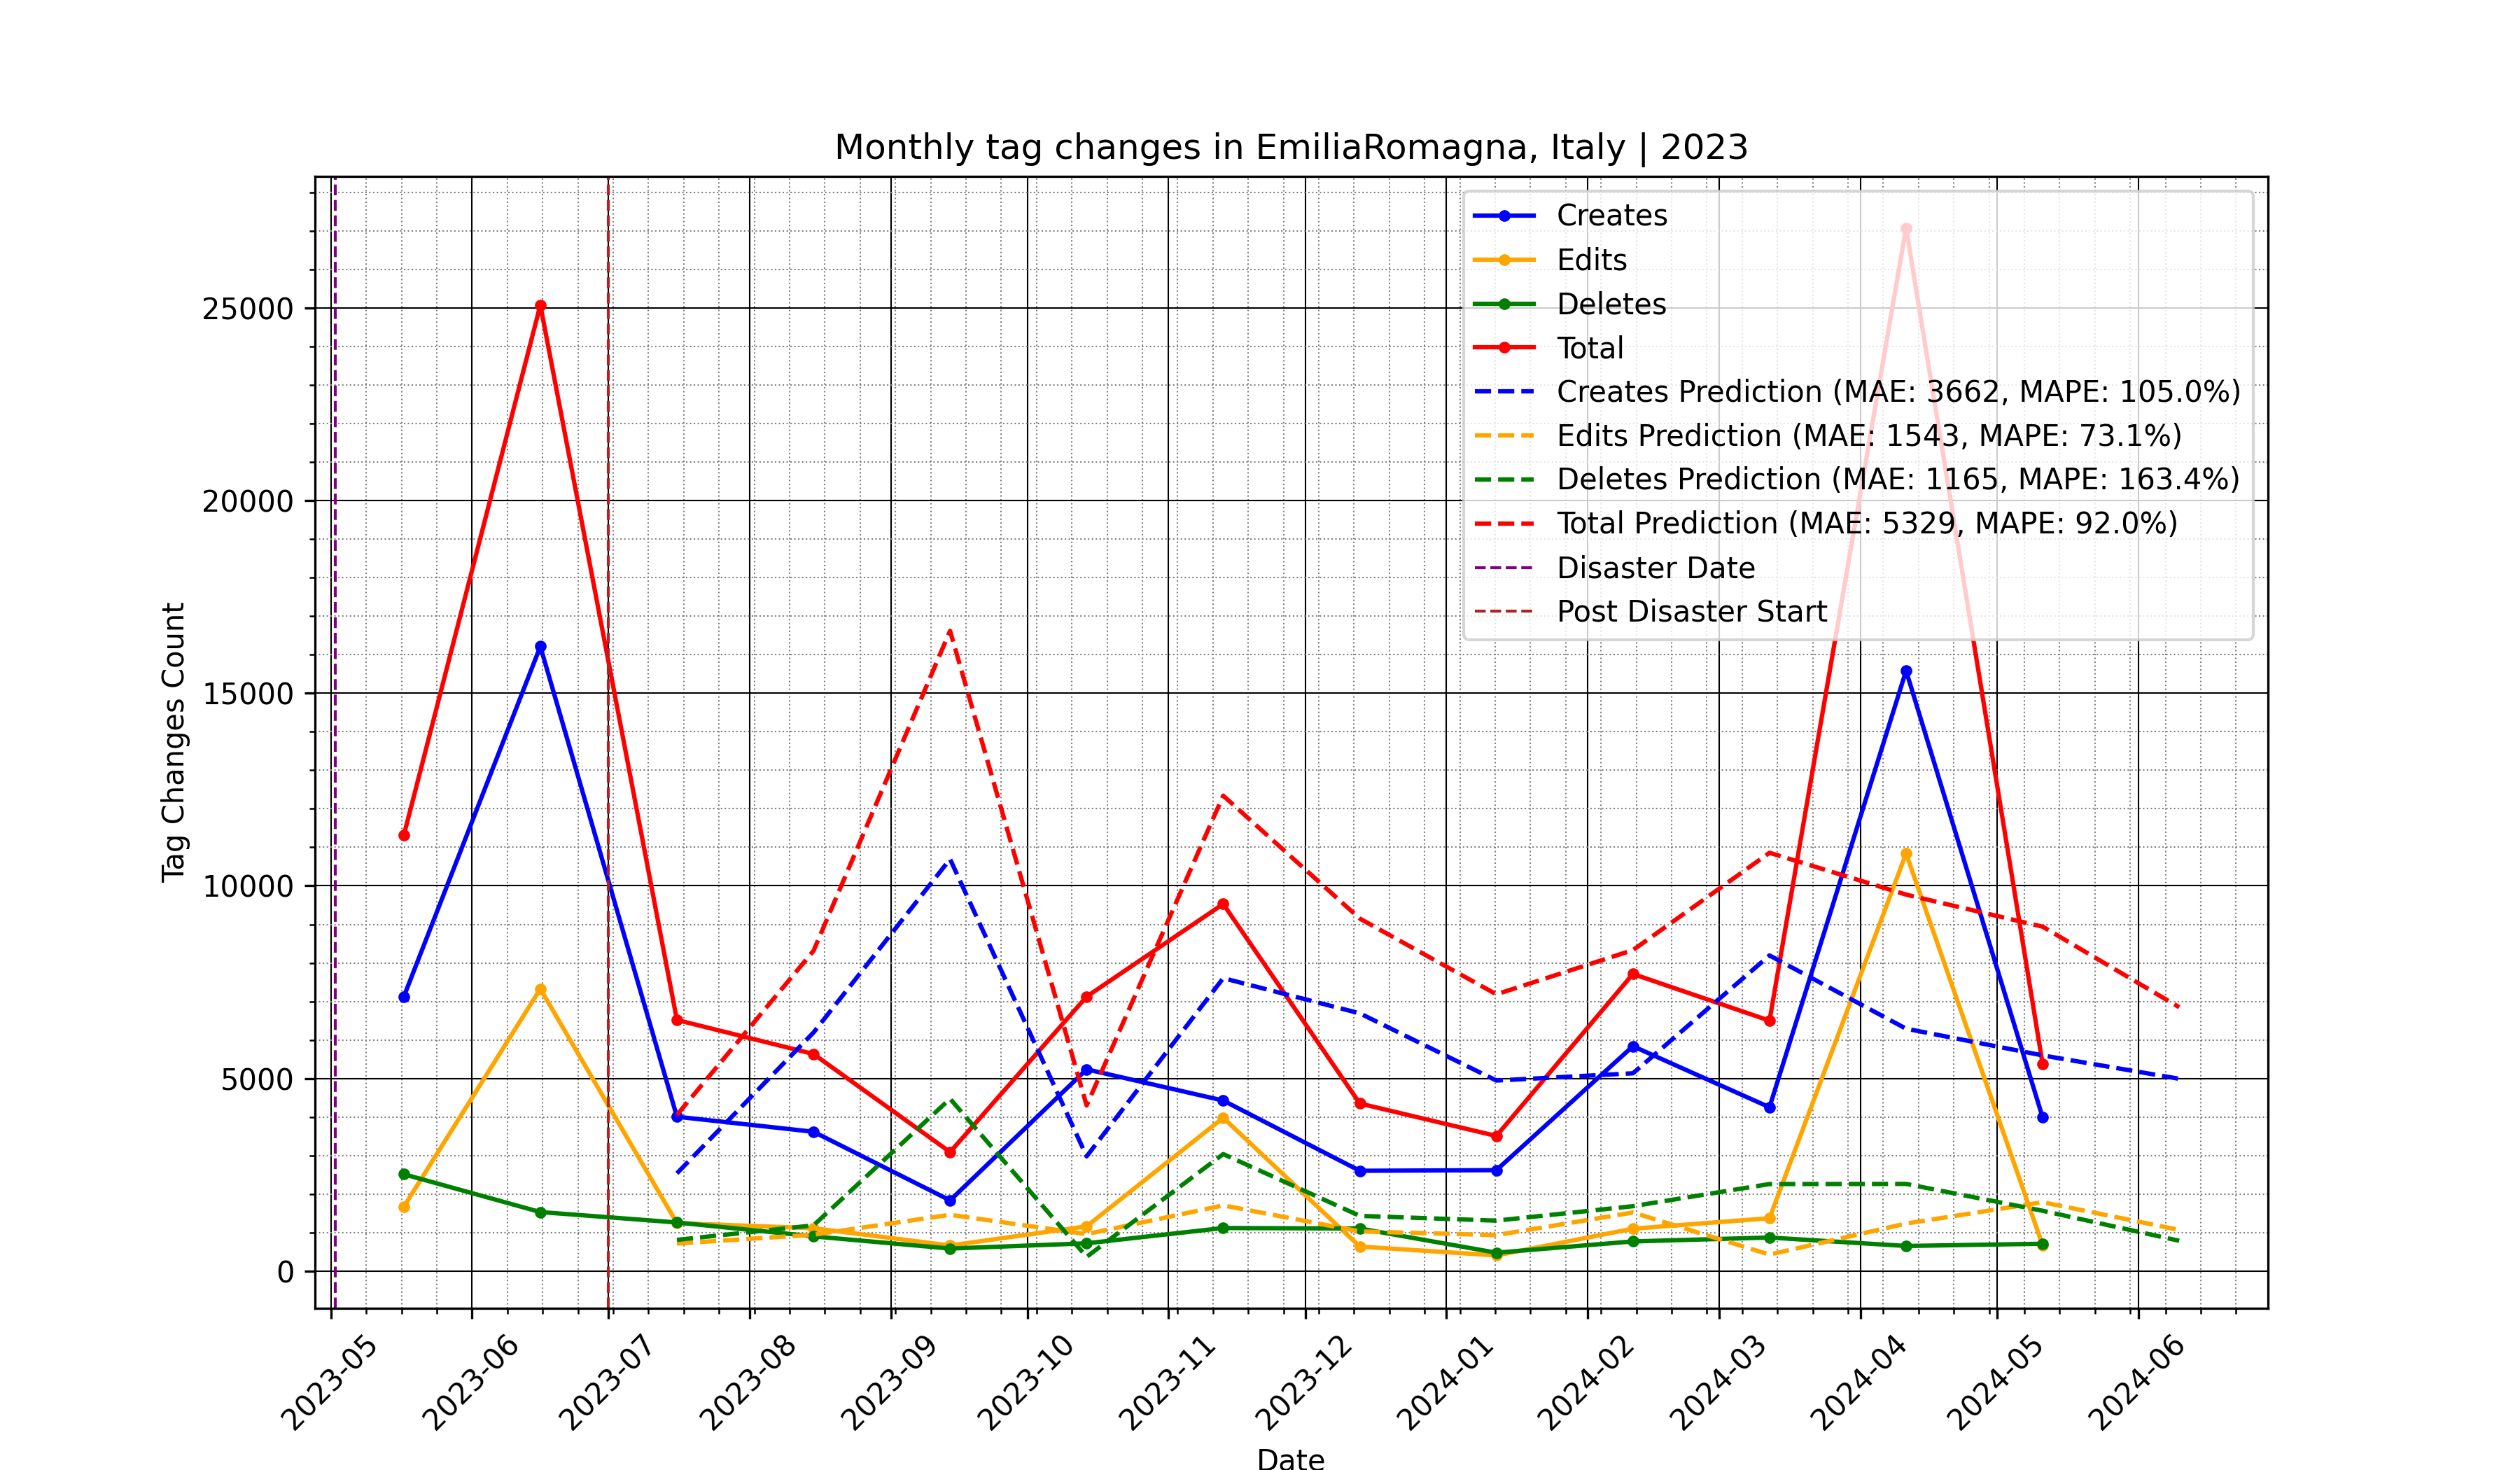 Monthly tag changes in EmiliaRomagna, Italy | 2023
Creates
Edits
Deletes
Total
Creates Prediction (MAE: 3662, MAPE: 105.0%)
Edits Prediction (MAE: 1543, MAPE: 73.1%)
Deletes Prediction (MAE: 1165, MAPE: 163.4%)
Total Prediction (MAE: 5329, MAPE: 92.0%)
Disaster Date
Post Disaster Start
Tag Changes Count
25000
20000
15000
10000
5000
0
2023-05
2023-06
2023-07
2023-08
2023-09
2023-10
2023-11
2023-12
2024-01
2024-02
2024-03
2024-04
2024-05
2024-06
Date